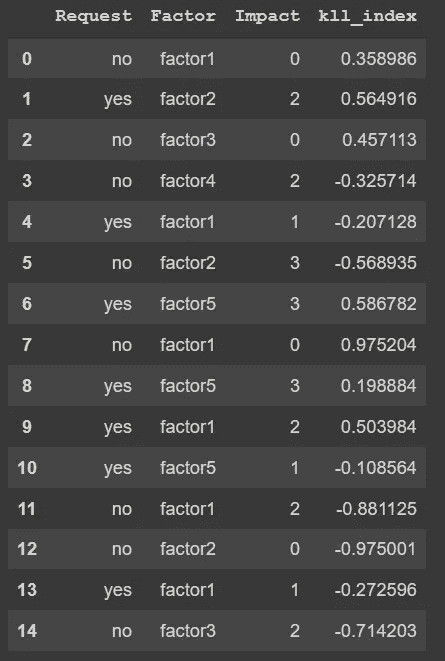 Request Factor Impact kll_index
0 no factor1 0 0.358986
1 yes factor2 2 0.564916
2 no factor3 0 0.457113
3 no factor4 2 -0.325714
4 yes factor1 1 -0.207128
5 no factor2 3 -0.568935
6 yes factor5 3 0.586782
7 no factor1 0 0.975204
8 yes factor5 3 0.198884
9 yes factor1 2 0.503984
10 yes factor5 1 -0.108564
11 no factor1 2 -0.881125
12 no factor2 0 -0.975001
13 yes factor1 1 -0.272596
14 no factor3 2 -0.714203